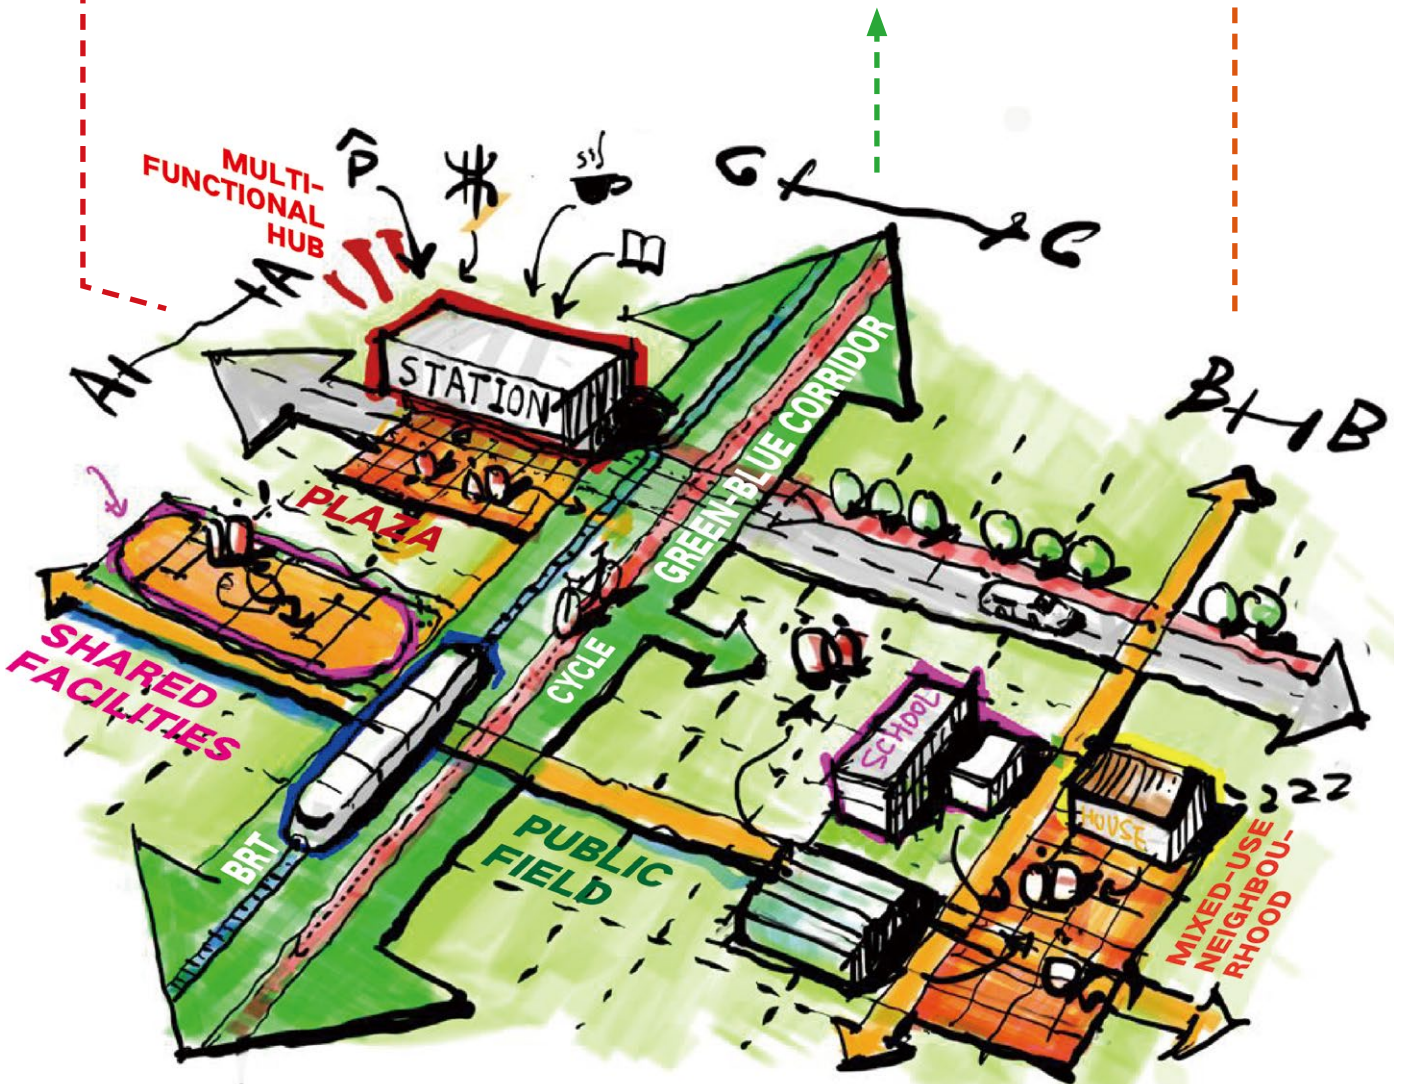 MULTI-
FUNCTIONAL
HUB
P
G G
A A
STATION
B B
GREEN-BLUE CORRIDOR
PLAZA
SHARED
FACILITIES
CYCLE
SCHOOL
HOUSE
222
BRT
PUBLIC
FIELD
MIXED-USE
NEIGHBOU-
RHOOD